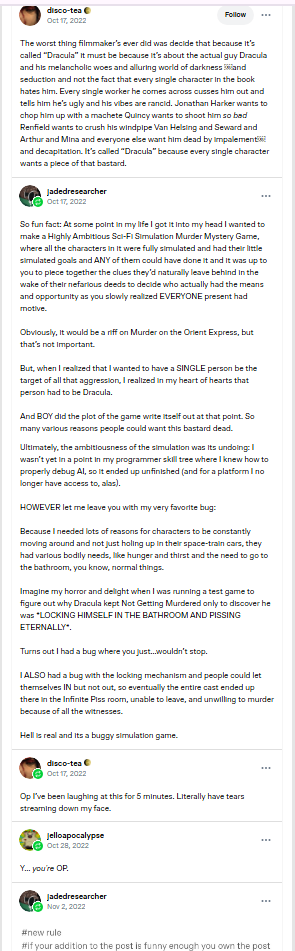 disco-tea
Oct 17, 2022
Follow
The worst thing filmmaker's ever did was decide that because it's
called "Dracula" it must be because it's about the actual guy Dracula
and his melancholic woes and alluring world of darkness and
seduction and not the fact that every single character in the book
hates him. Every single worker he comes across cusses him out and
tells him he's ugly and his vibes are rancid. Jonathan Harker wants to
chop him up with a machete Quincy wants to shoot him so bad
Renfield wants to crush his windpipe Van Helsing and Seward and
Arthur and Mina and everyone else want him dead by impalement
and decapitation. It's called "Dracula" because every single character
wants a piece of that bastard.
jadedresearcher
Oct 17, 2022
So fun fact: At some point in my life I got it into my head I wanted to
make a Highly Ambitious Sci-Fi Simulation Murder Mystery Game,
where all the characters in it were fully simulated and had their little
simulated goals and ANY of them could have done it and it was up to
you to piece together the clues they'd naturally leave behind in the
wake of their nefarious deeds to decide who actually had the means
and opportunity as you slowly realized EVERYONE present had
motive.
Obviously, it would be a riff on Murder on the Orient Express, but
that's not important.
But, when I realized that I wanted to have a SINGLE person be the
target of all that aggression, I realized in my heart of hearts that
person had to be Dracula.
And BOY did the plot of the game write itself out at that point. So
many various reasons people could want this bastard dead.
Ultimately, the ambitiousness of the simulation was its undoing: I
wasn't yet in a point in my programmer skill tree where I knew how to
properly debug AI, so it ended up unfinished (and for a platform I no
longer have access to, alas).
HOWEVER let me leave you with my very favorite bug:
Because I needed lots of reasons for characters to be constantly
moving around and not just holing up in their space-train cars, they
had various bodily needs, like hunger and thirst and the need to go to
the bathroom, you know, normal things.
Imagine my horror and delight when I was running a test game to
figure out why Dracula kept Not Getting Murdered only to discover he
was *LOCKING HIMSELF IN THE BATHROOM AND PISSING
ETERNALLY*.
Turns out I had a bug where you just...wouldn't stop.
I ALSO had a bug with the locking mechanism and people could let
themselves IN but not out, so eventually the entire cast ended up
there in the Infinite Piss room, unable to leave, and unwilling to murder
because of all the witnesses.
Hell is real and its a buggy simulation game.
disco-tea
Oct 17, 2022
Op I've been laughing at this for 5 minutes. Literally have tears
streaming down my face.
jelloapocalypse
Oct 28, 2022
Y... you're OP.
jadedresearcher
Nov 2, 2022
#new rule
#if your addition to the post is funny enough you own the post